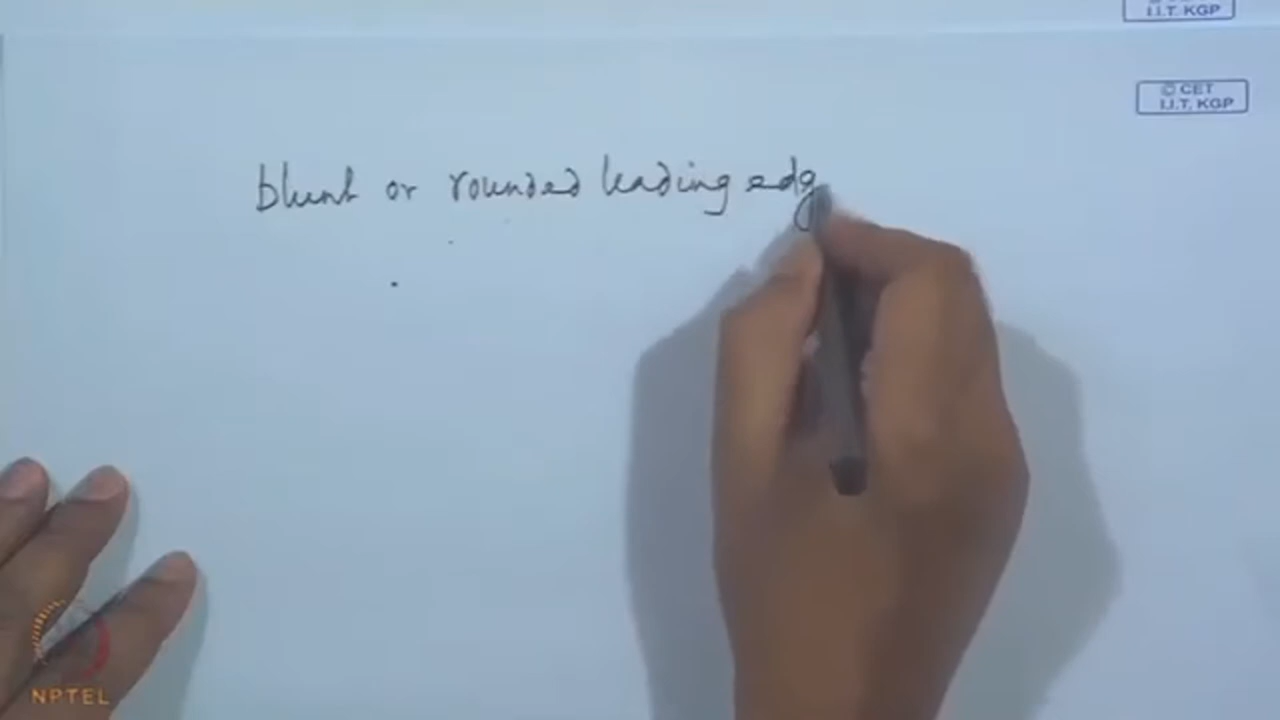 I.I.T. KGP
© CET
I.I.T. KGP
blunt or rounded leading edg
NPTEL